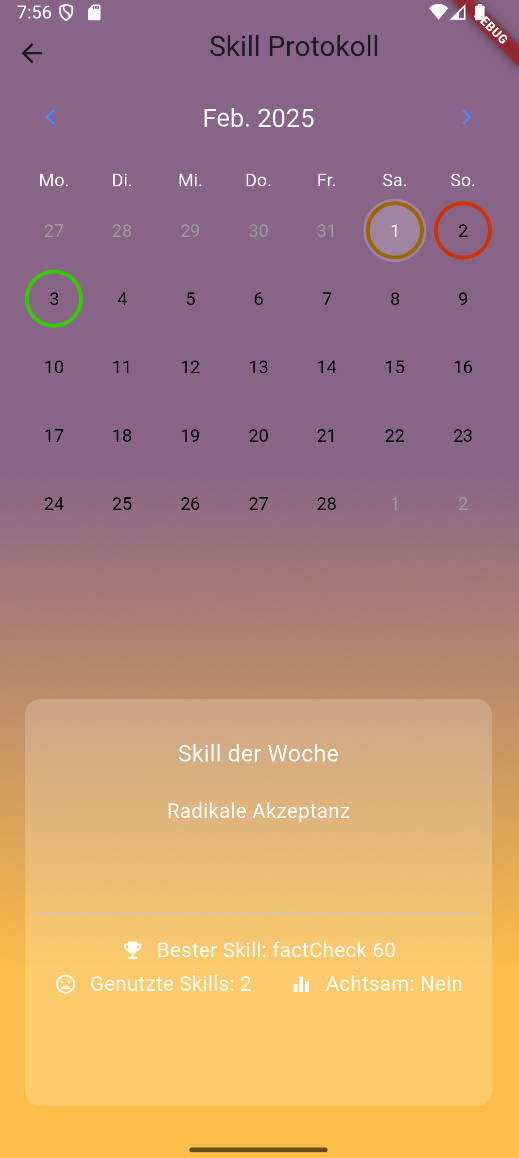 7:56
DEBUG
Skill Protokoll
Feb. 2025
Mo. Di. Mi. Do. Fr. Sa. So.
27 28 29 30 31 1 2
3 4 5 6 7 8 9
10 11 12 13 14 15 16
17 18 19 20 21 22 23
24 25 26 27 28 1 2
Skill der Woche
Radikale Akzeptanz
Bester Skill: factCheck 60
Genutzte Skills: 2 Achtsam: Nein